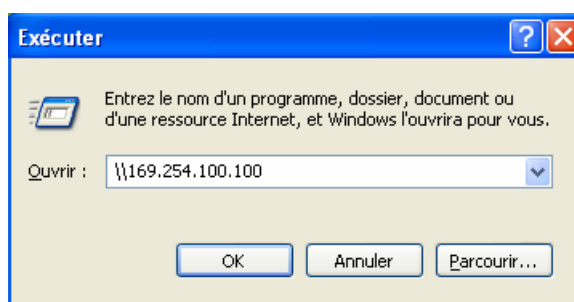 Exécuter
Entrez le nom d'un programme, dossier, document ou
d'une ressource Internet, et Windows l'ouvrira pour vous.
Ouvrir : \\169.254.100.100
OK Annuler Parcourir...